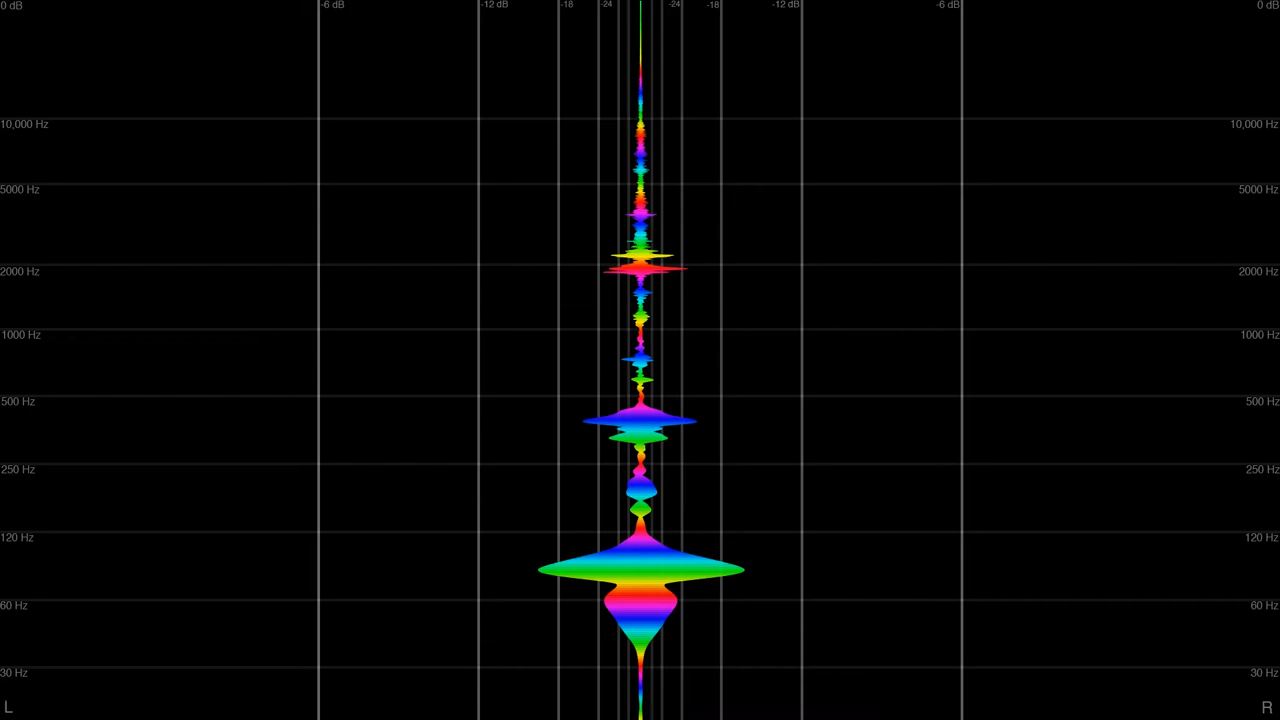 0 dB -6 dB -12 dB -18 -24 -24 -18 -12 dB -6 dB 0 dB
10,000 Hz 10,000 Hz
5000 Hz 5000 Hz
2000 Hz 2000 Hz
1000 Hz 1000 Hz
500 Hz 500 Hz
250 Hz 250 Hz
120 Hz 120 Hz
60 Hz 60 Hz
30 Hz 30 Hz
L R